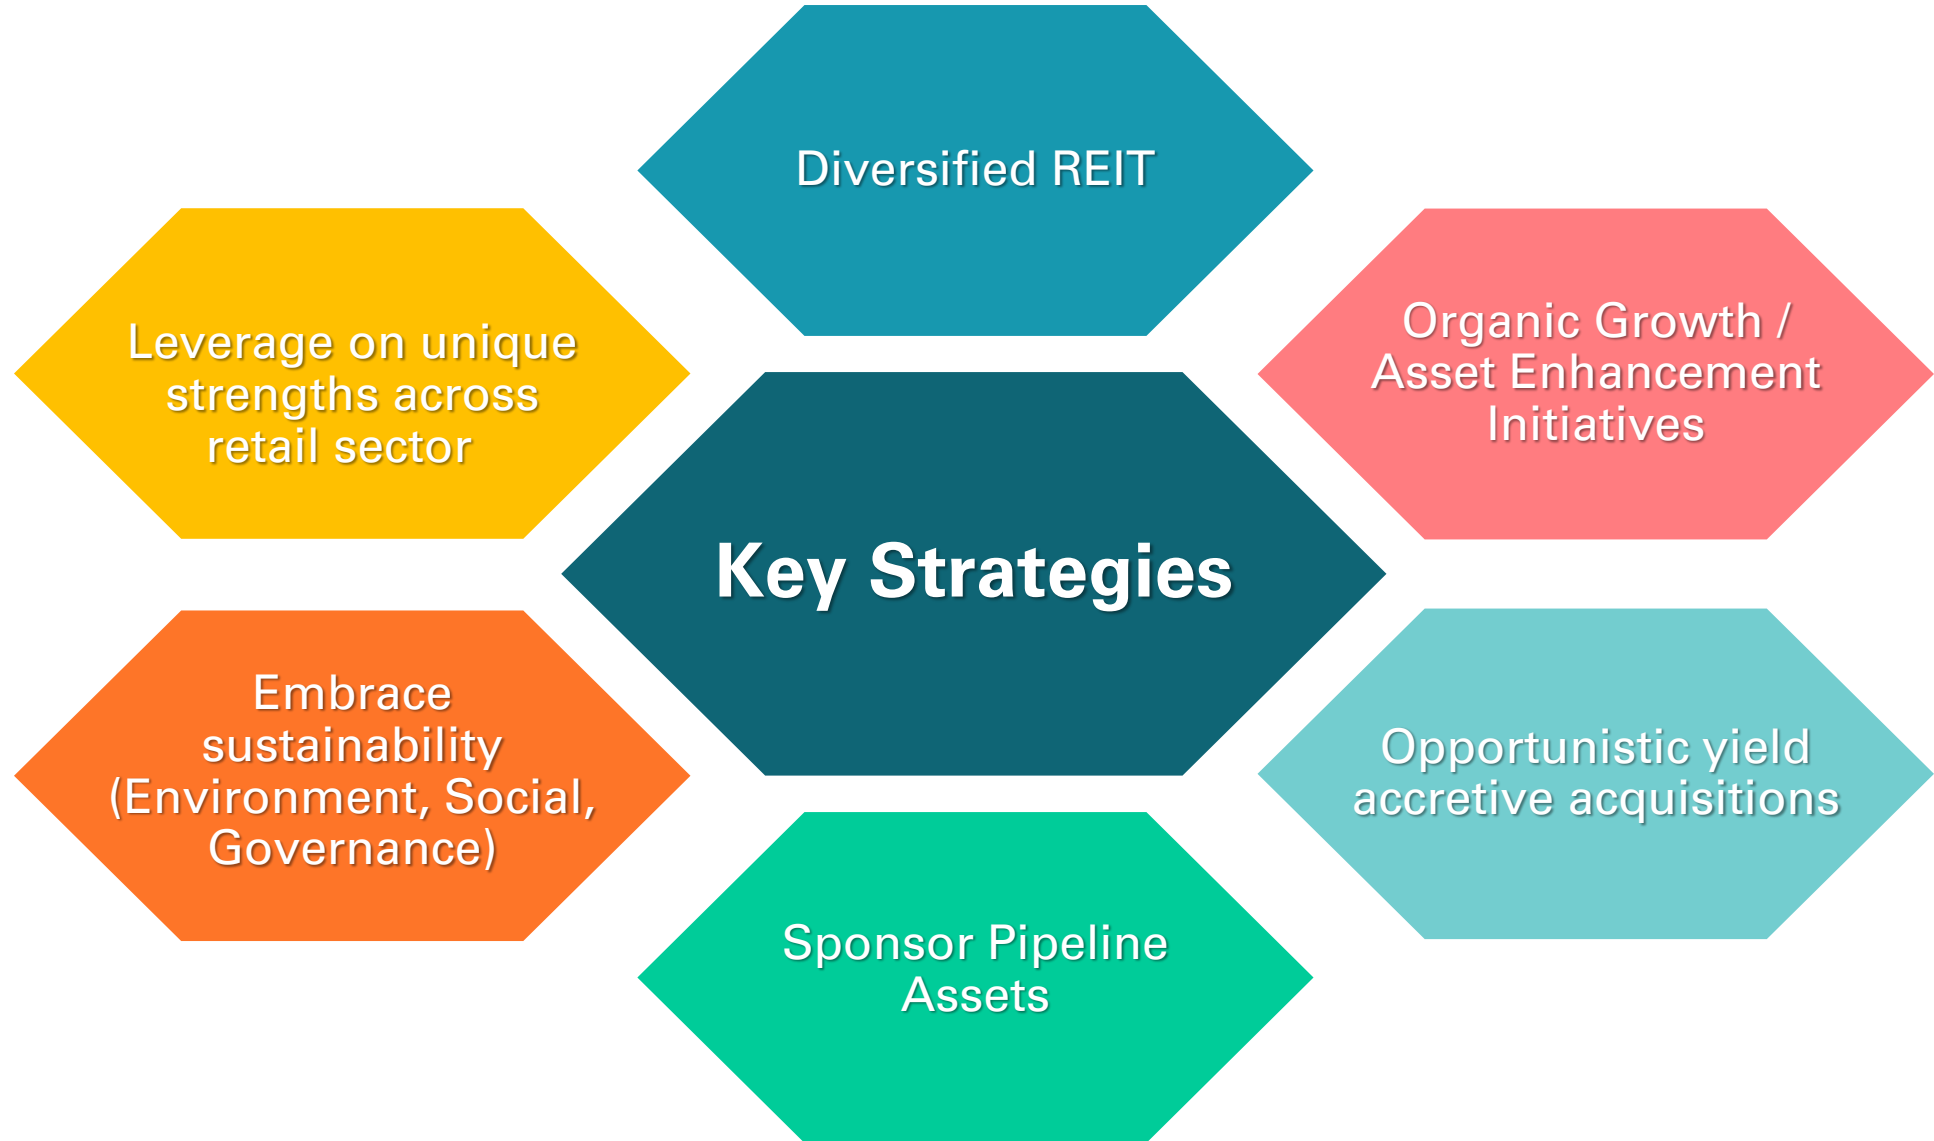 Diversified REIT
Leverage on unique
strengths across
retail sector
Organic Growth /
Asset Enhancement
Initiatives
Key Strategies
Embrace
sustainability
(Environment, Social,
Governance)
Opportunistic yield
accretive acquisitions
Sponsor Pipeline
Assets